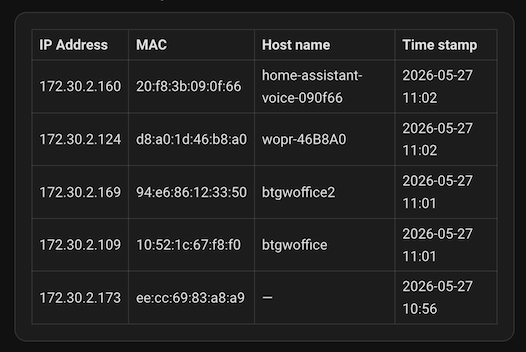 IP Address MAC Host name Time stamp
172.30.2.160 20:f8:3b:09:0f:66 home-assistant-voice-090f66 2026-05-27 11:02
172.30.2.124 d8:a0:1d:46:b8:a0 wopr-46B8A0 2026-05-27 11:02
172.30.2.169 94:e6:86:12:33:50 btgwoffice2 2026-05-27 11:01
172.30.2.109 10:52:1c:67:f8:f0 btgwoffice 2026-05-27 11:01
172.30.2.173 ee:cc:69:83:a8:a9 — 2026-05-27 10:56